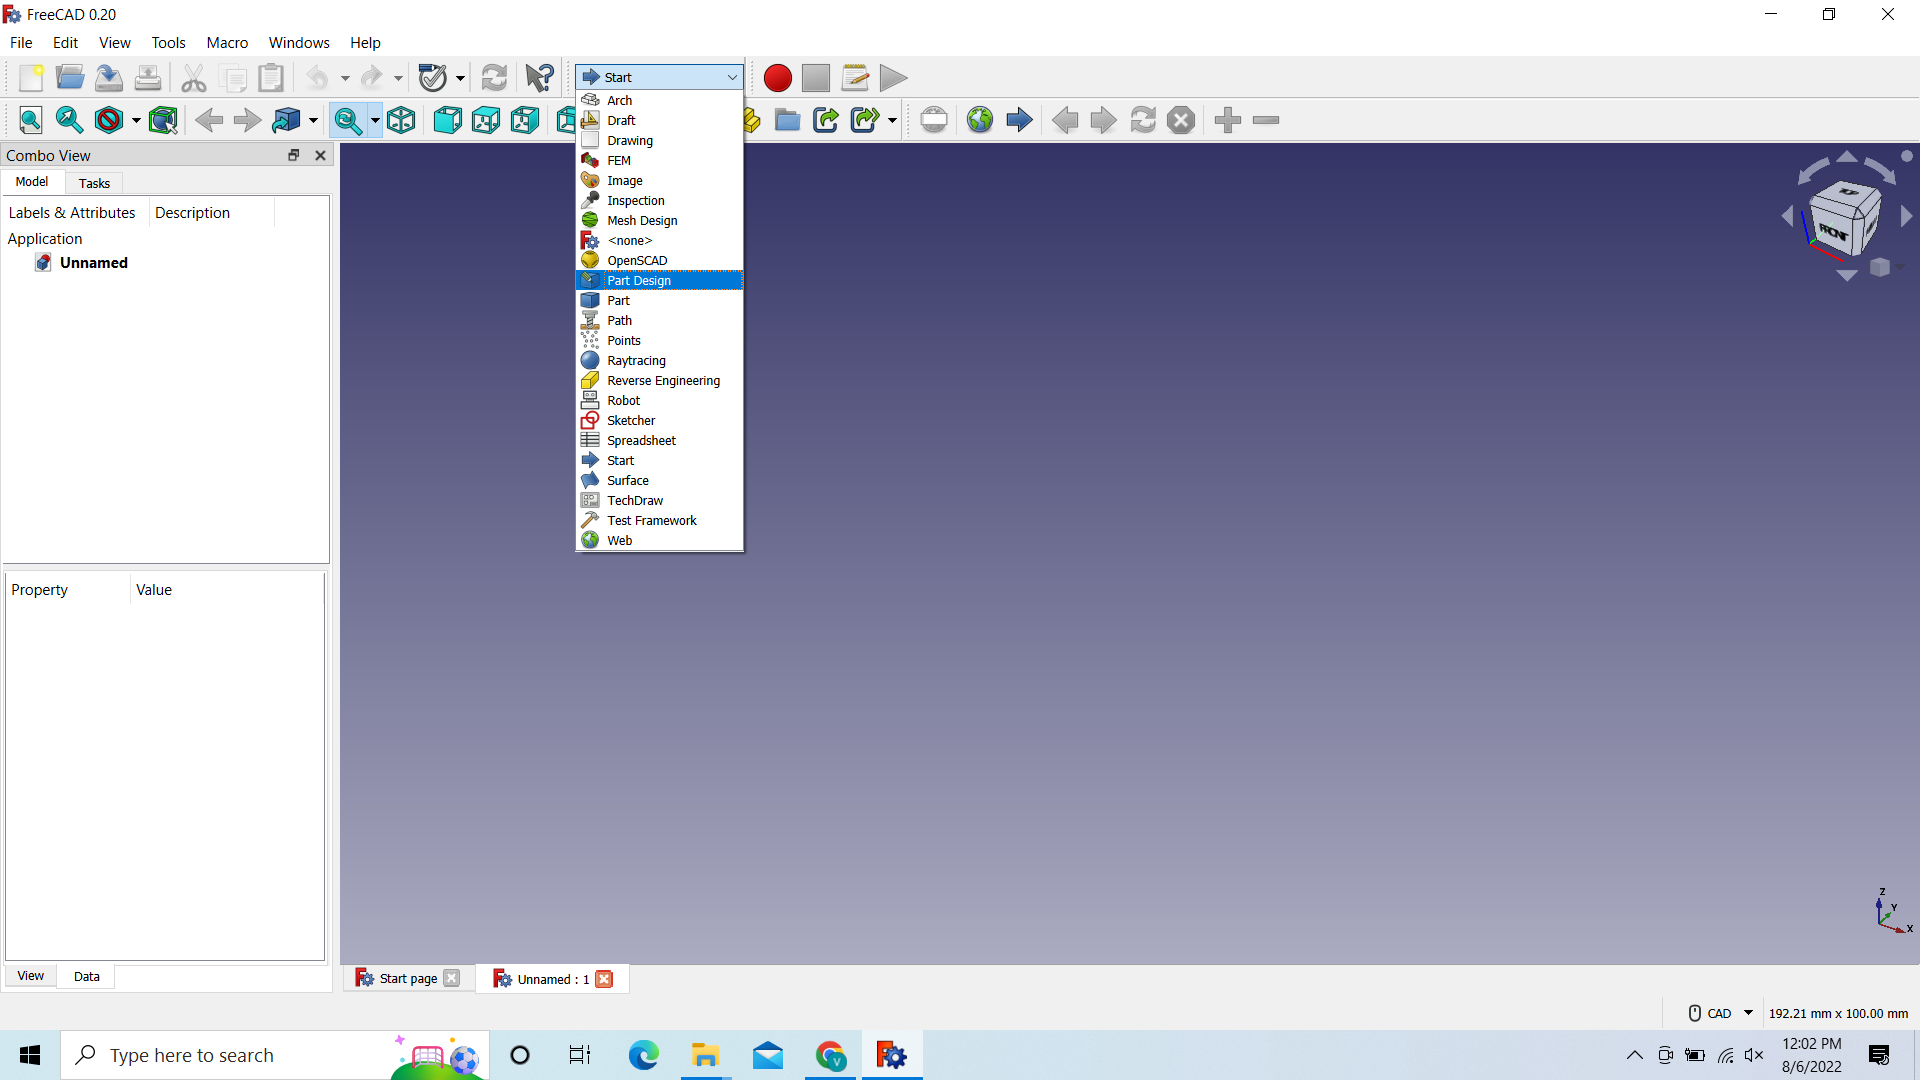 FreeCAD 0.20
File Edit View Tools Macro Windows Help
Start
Arch
Draft
Drawing
FEM
Image
Inspection
Mesh Design
<none>
OpenSCAD
Part Design
Part
Path
Points
Raytracing
Reverse Engineering
Robot
Sketcher
Spreadsheet
Start
Surface
TechDraw
Test Framework
Web
Combo View
Model Tasks
Labels & Attributes Description
Application
Unnamed
Property Value
View Data
TOP
FRONT
Z
Y
X
Start page Unnamed : 1
CAD 192.21 mm x 100.00 mm
Type here to search
V
12:02 PM
8/6/2022